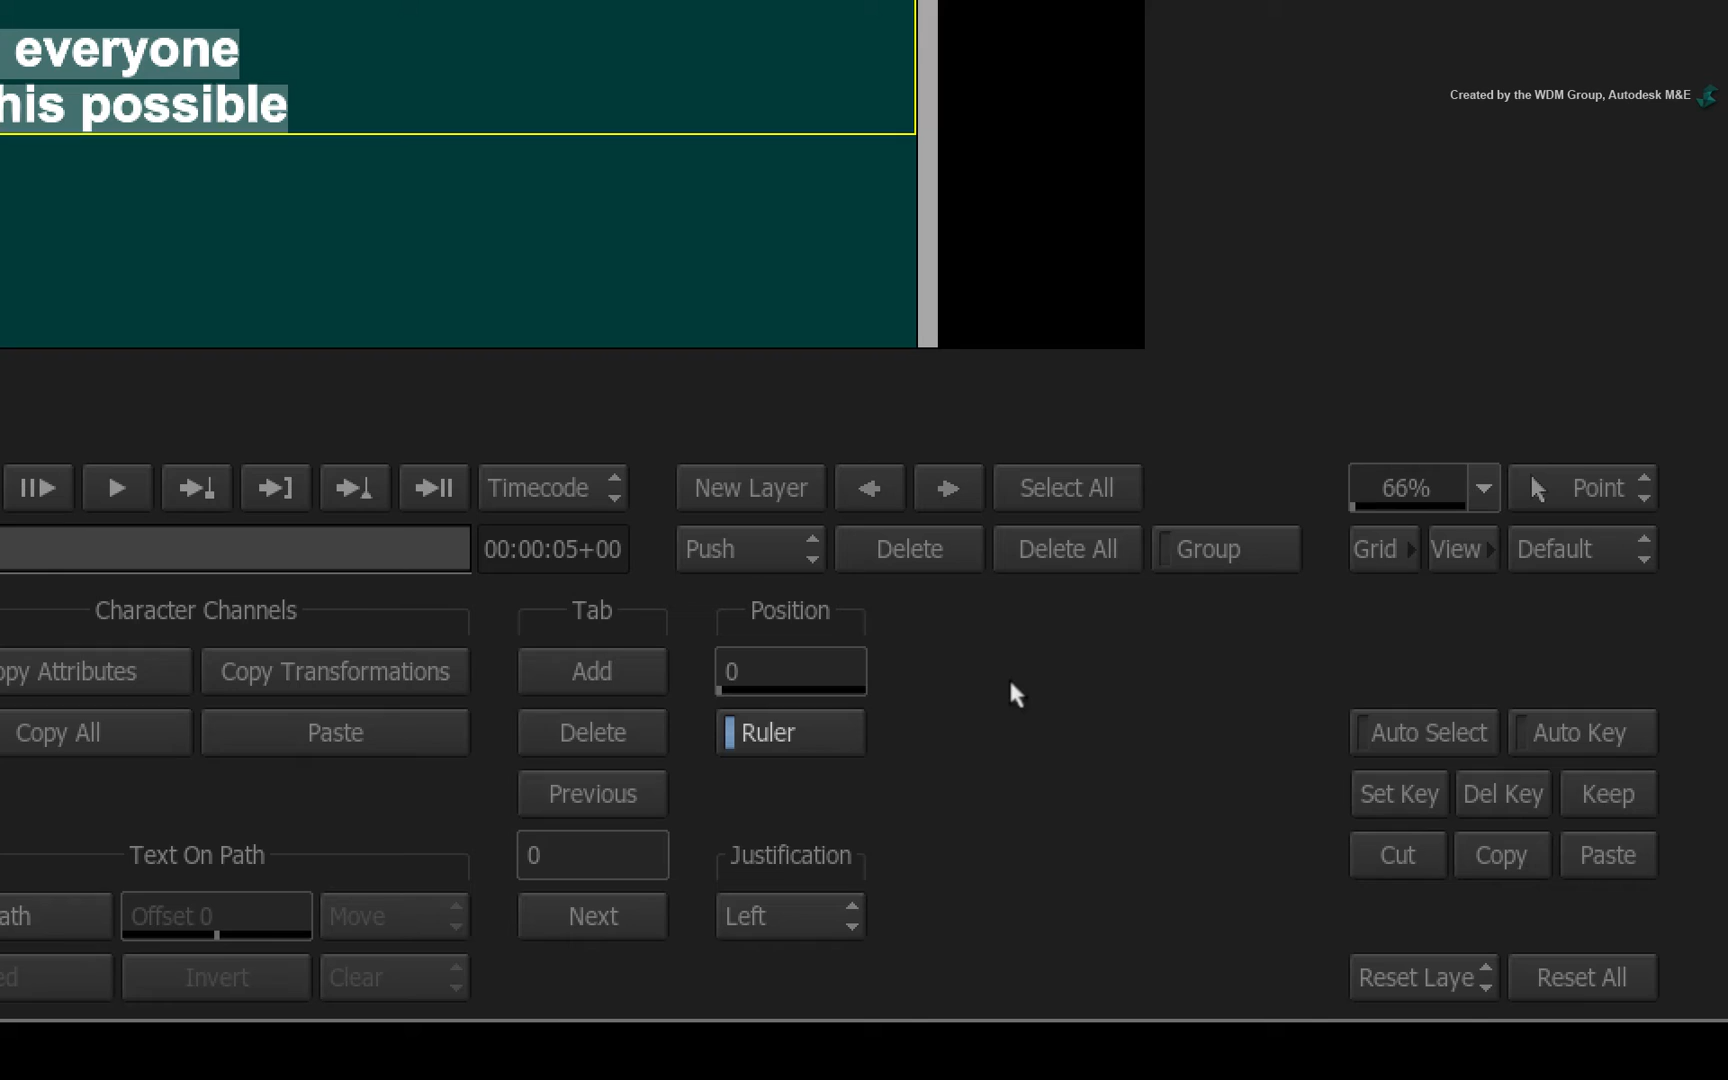 everyone
his possible
Created by the WDM Group, Autodesk M&E
Timecode
New Layer
Select All
66%
Point
00:00:05+00
Push
Delete
Delete All
Group
Grid
View
Default
Character Channels
Tab
Position
opy Attributes
Copy Transformations
Add
0
Copy All
Paste
Delete
Ruler
Auto Select
Auto Key
Previous
Set Key
Del Key
Keep
Text On Path
0
Justification
Cut
Copy
Paste
ath
Offset 0
Move
Next
Left
ed
Invert
Clear
Reset Laye
Reset All